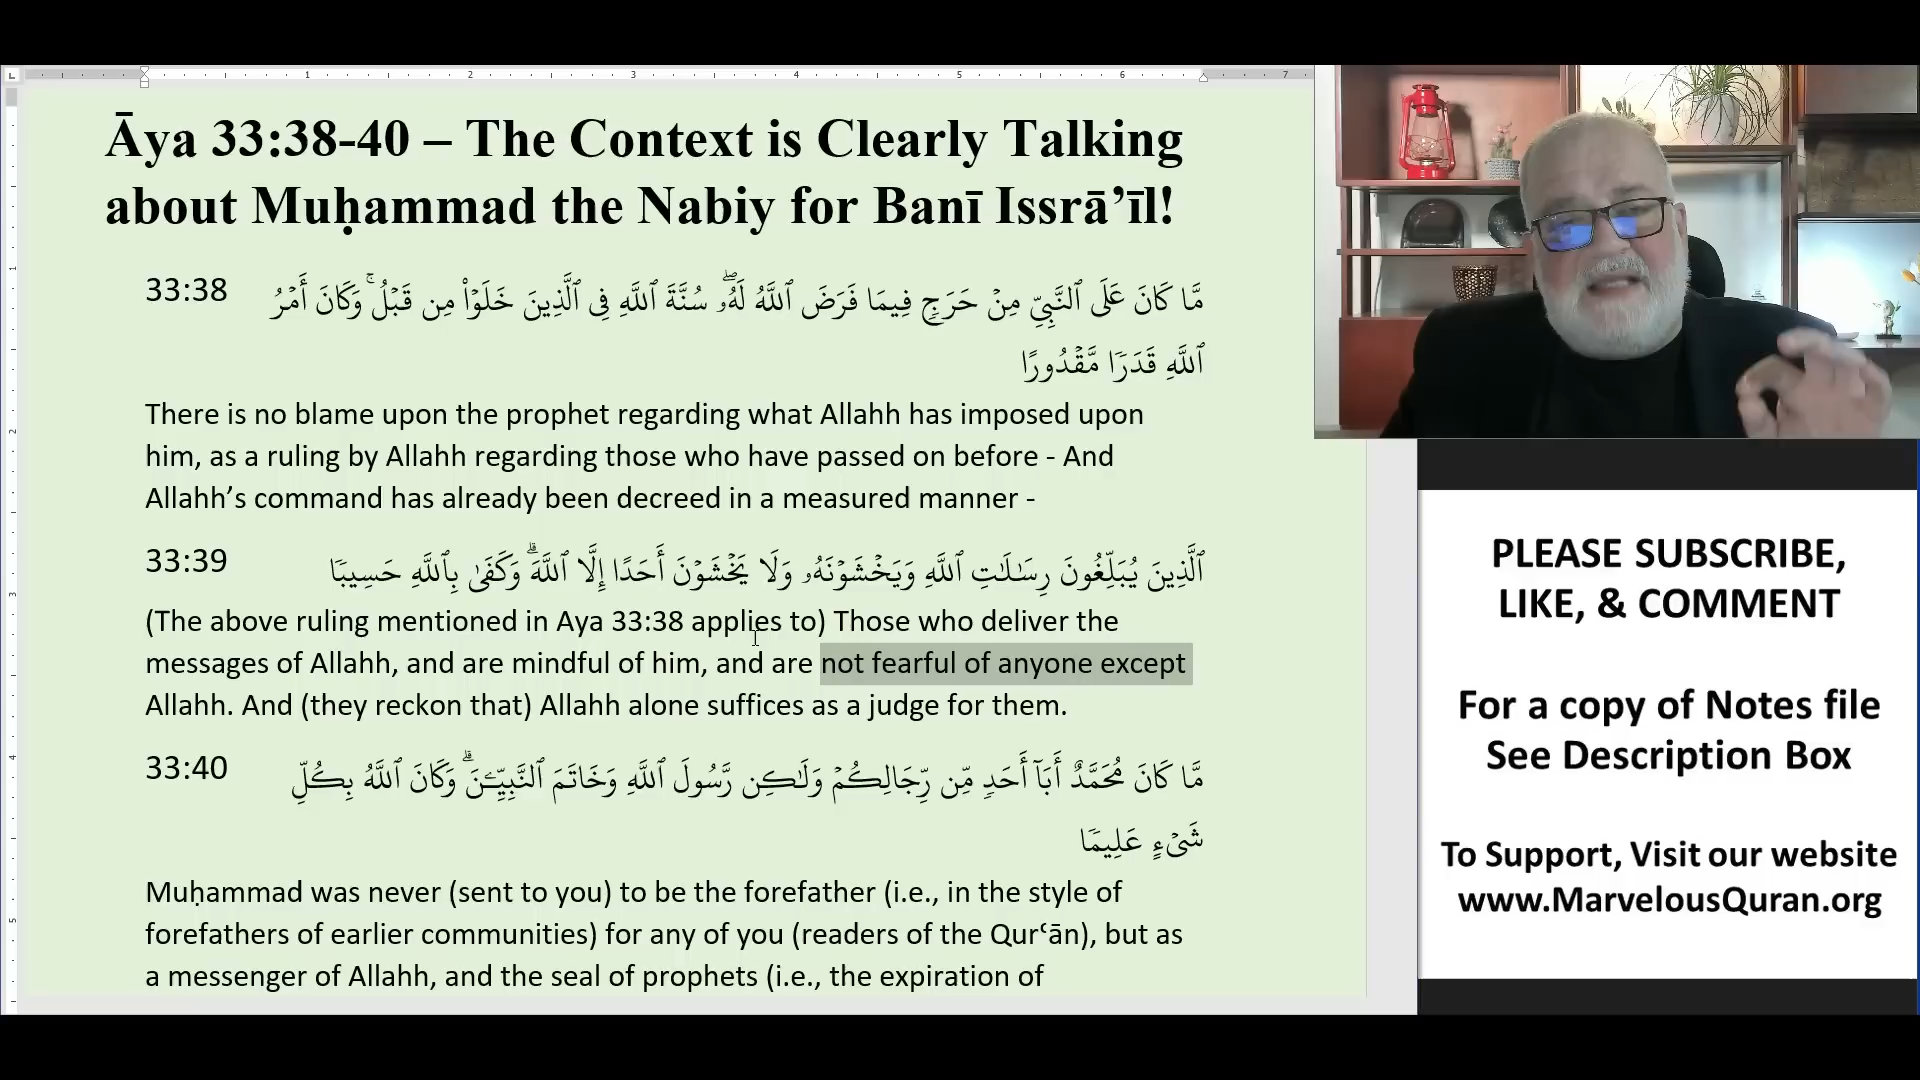 Āya 33:38-40 – The Context is Clearly Talking
about Muḥammad the Nabiy for Banī Issrā’īl!
33:38 مَّا كَانَ عَلَى ٱلنَّبِىِّ مِنْ حَرَجٍۢ فِيمَا فَرَضَ ٱللَّهُ لَهُۥ ۖ سُنَّةَ ٱللَّهِ فِى ٱلَّذِينَ خَلَوْا۟ مِن قَبْلُ ۚ وَكَانَ أَمْرُ
ٱللَّهِ قَدَرًۭا مَّقْدُورًا
There is no blame upon the prophet regarding what Allahh has imposed upon
him, as a ruling by Allahh regarding those who have passed on before - And
Allahh’s command has already been decreed in a measured manner -
33:39 ٱلَّذِينَ يُبَلِّغُونَ رِسَـٰلَـٰتِ ٱللَّهِ وَيَخْشَوْنَهُۥ وَلَا يَخْشَوْنَ أَحَدًا إِلَّا ٱللَّهَ ۗ وَكَفَىٰ بِٱللَّهِ حَسِيبًۭا
(The above ruling mentioned in Aya 33:38 applies to) Those who deliver the
messages of Allahh, and are mindful of him, and are not fearful of anyone except
Allahh. And (they reckon that) Allahh alone suffices as a judge for them.
33:40 مَّا كَانَ مُحَمَّدٌ أَبَآ أَحَدٍۢ مِّن رِّجَالِكُمْ وَلَـٰكِن رَّسُولَ ٱللَّهِ وَخَاتَمَ ٱلنَّبِيِّـۧنَ ۗ وَكَانَ ٱللَّهُ بِكُلِّ
شَىْءٍ عَلِيمًۭا
Muḥammad was never (sent to you) to be the forefather (i.e., in the style of
forefathers of earlier communities) for any of you (readers of the Qurʿān), but as
a messenger of Allahh, and the seal of prophets (i.e., the expiration of
PLEASE SUBSCRIBE,
LIKE, & COMMENT
For a copy of Notes file
See Description Box
To Support, Visit our website
www.MarvelousQuran.org